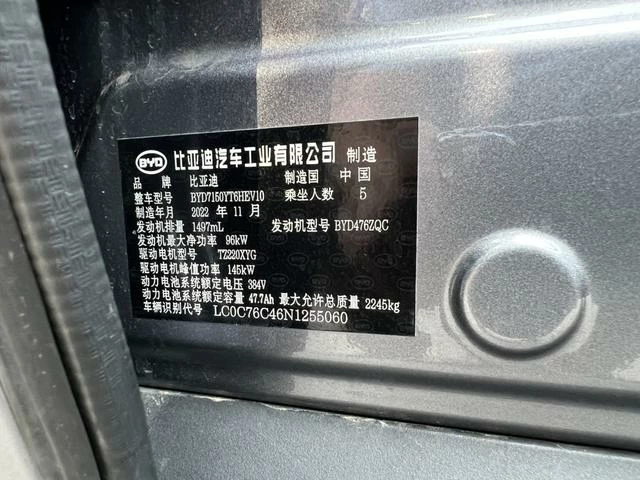 BYD 比亚迪汽车工业有限公司 制造
品牌 比亚迪 制造国 中国
整车型号 BYD7150YT6HEV10 乘坐人数 5
制造年月 2022年11月
发动机排量 1497mL 发动机型号 BYD476ZQC
发动机最大净功率 96kW
驱动电机型号 TZ220XYG
驱动电机峰值功率 145kW
动力电池系统额定电压 384V
动力电池系统额定容量 47.7Ah 最大允许总质量 2245kg
车辆识别代号 LC0C76C46N1255060